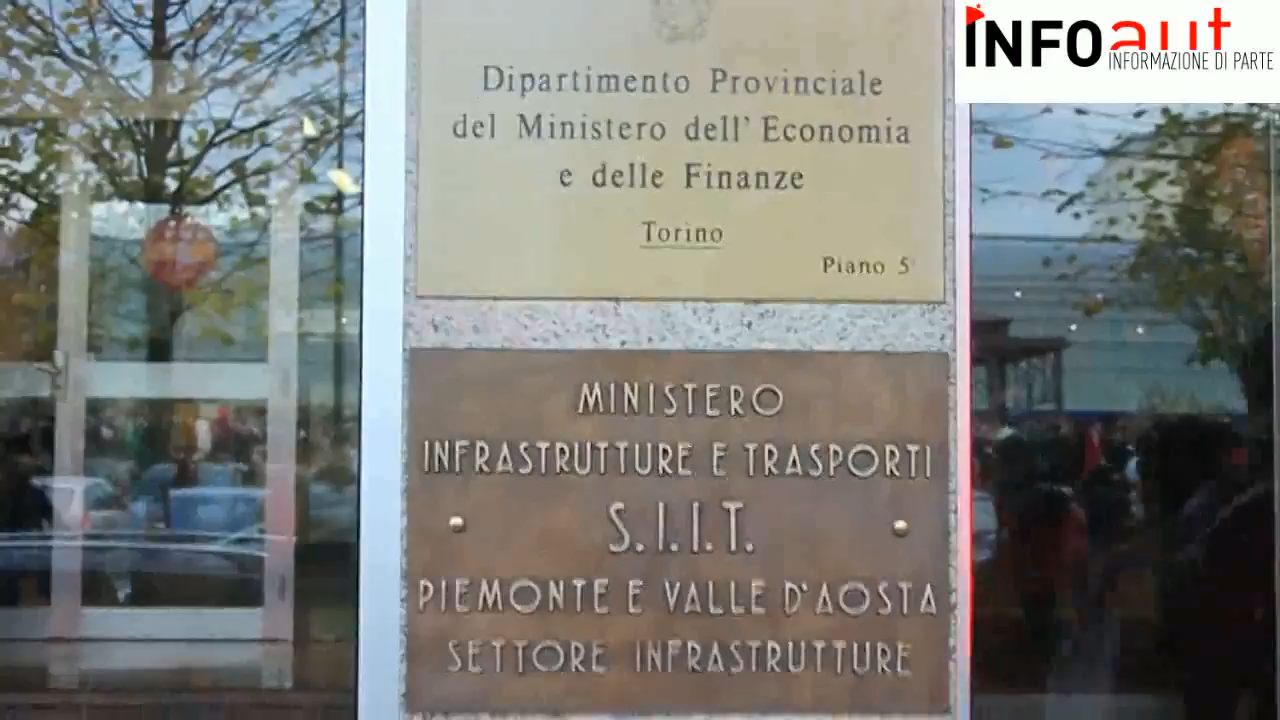 INFOaut
INFORMAZIONE DI PARTE
Dipartimento Provinciale
del Ministero dell' Economia
e delle Finanze
Torino
Piano 5°
MINISTERO
INFRASTRUTTURE E TRASPORTI
S.I.I.T.
PIEMONTE E VALLE D'AOSTA
SETTORE INFRASTRUTTURE